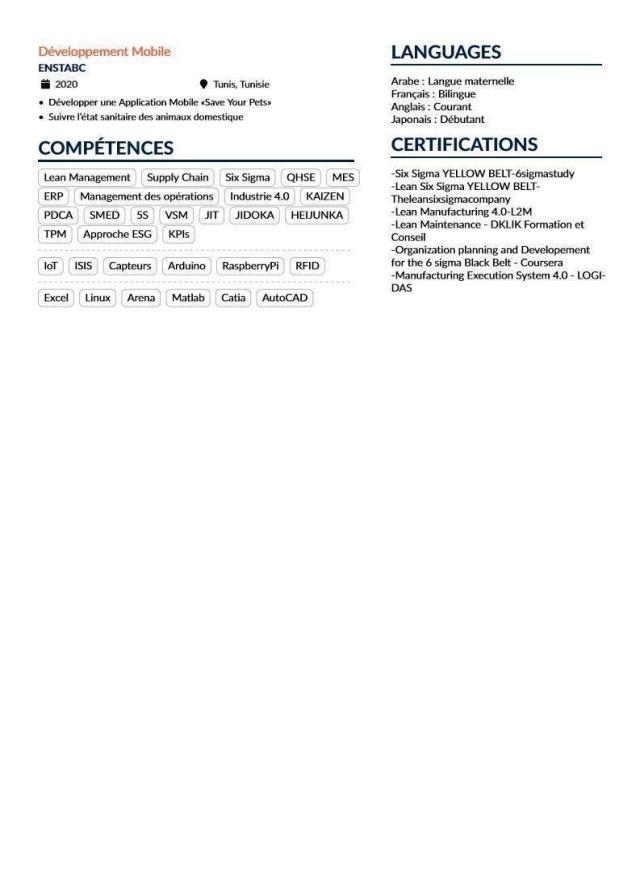 Développement Mobile
ENSTABC
2020 Tunis, Tunisie
• Développer une Application Mobile «Save Your Pets»
• Suivre l'état sanitaire des animaux domestique
COMPÉTENCES
Lean Management Supply Chain Six Sigma QHSE MES
ERP Management des opérations Industrie 4.0 KAIZEN
PDCA SMED 5S VSM JIT JIDOKA HEIJUNKA
TPM Approche ESG KPIs
IoT ISIS Capteurs Arduino RaspberryPi RFID
Excel Linux Arena Matlab Catia AutoCAD
LANGUAGES
Arabe : Langue maternelle
Français : Bilingue
Anglais : Courant
Japonais : Débutant
CERTIFICATIONS
-Six Sigma YELLOW BELT-6sigmastudy
-Lean Six Sigma YELLOW BELT-
Theleansixsigmacompany
-Lean Manufacturing 4.0-L2M
-Lean Maintenance - DKLIK Formation et
Conseil
-Organization planning and Developement
for the 6 sigma Black Belt - Coursera
-Manufacturing Execution System 4.0 - LOGI-
DAS